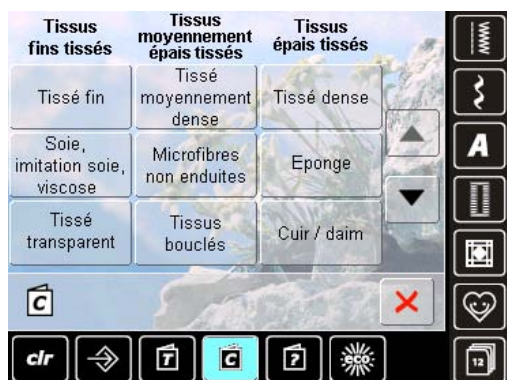 Tissus
fins tissés
Tissus
moyennement
épais tissés
Tissus
épais tissés
Tissé fin
Tissé
moyennement
dense
Tissé dense
Soie,
imitation soie,
viscose
Microfibres
non enduites
Eponge
Tissé
transparent
Tissus
bouclés
Cuir / daim
A
C
clr
T
C
?
eco
12